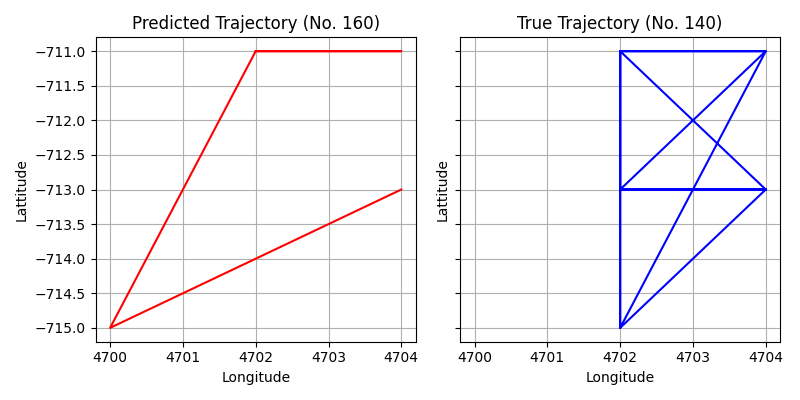 Predicted Trajectory (No. 160)
True Trajectory (No. 140)
−711.0
−711.5
−712.0
−712.5
−713.0
−713.5
−714.0
−714.5
−715.0
Lattitude
Lattitude
4700 4701 4702 4703 4704
4700 4701 4702 4703 4704
Longitude
Longitude